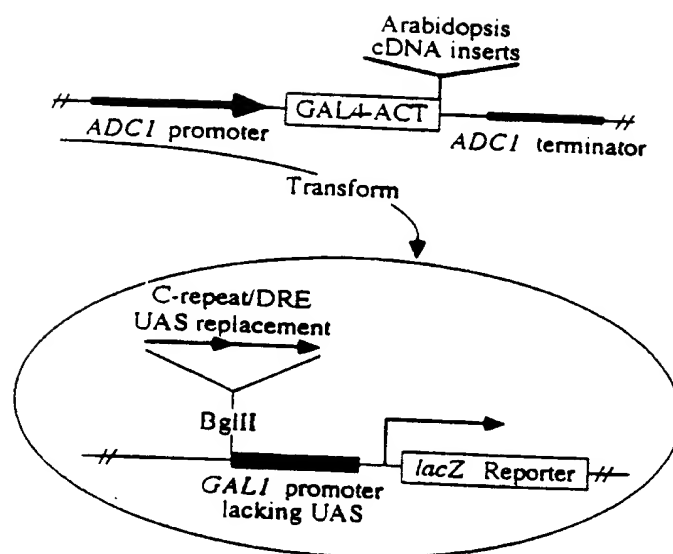 Arabidopsis
cDNA inserts
GAL4-ACT
ADC1 promoter
ADC1 terminator
Transform
C-repeat/DRE
UAS replacement
BglII
lacZ Reporter
GAL1 promoter
lacking UAS